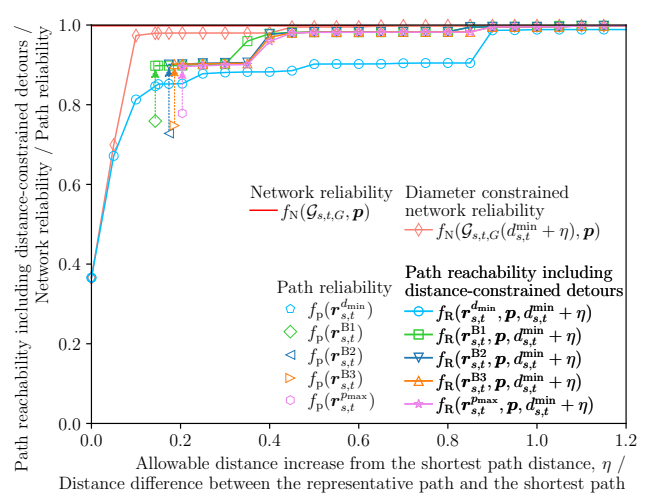 Path reachability including distance-constrained detours /
Network reliability / Path reliability
1.0
0.8
0.6
0.4
0.2
0.0
0.0
0.2
0.4
0.6
0.8
1.0
1.2
Allowable distance increase from the shortest path distance, η /
Distance difference between the representative path and the shortest path
Network reliability
f_N(𝒢_{s,t,G}, p)
Diameter constrained
network reliability
f_N(𝒢_{s,t,G}(d^{min}_{s,t} + η), p)
Path reliability
f_p(r^{d_min}_{s,t})
f_p(r^{B1}_{s,t})
f_p(r^{B2}_{s,t})
f_p(r^{B3}_{s,t})
f_p(r^{p_max}_{s,t})
Path reachability including
distance-constrained detours
f_R(r^{d_min}_{s,t}, p, d^{min}_{s,t} + η)
f_R(r^{B1}_{s,t}, p, d^{min}_{s,t} + η)
f_R(r^{B2}_{s,t}, p, d^{min}_{s,t} + η)
f_R(r^{B3}_{s,t}, p, d^{min}_{s,t} + η)
f_R(r^{p_max}_{s,t}, p, d^{min}_{s,t} + η)